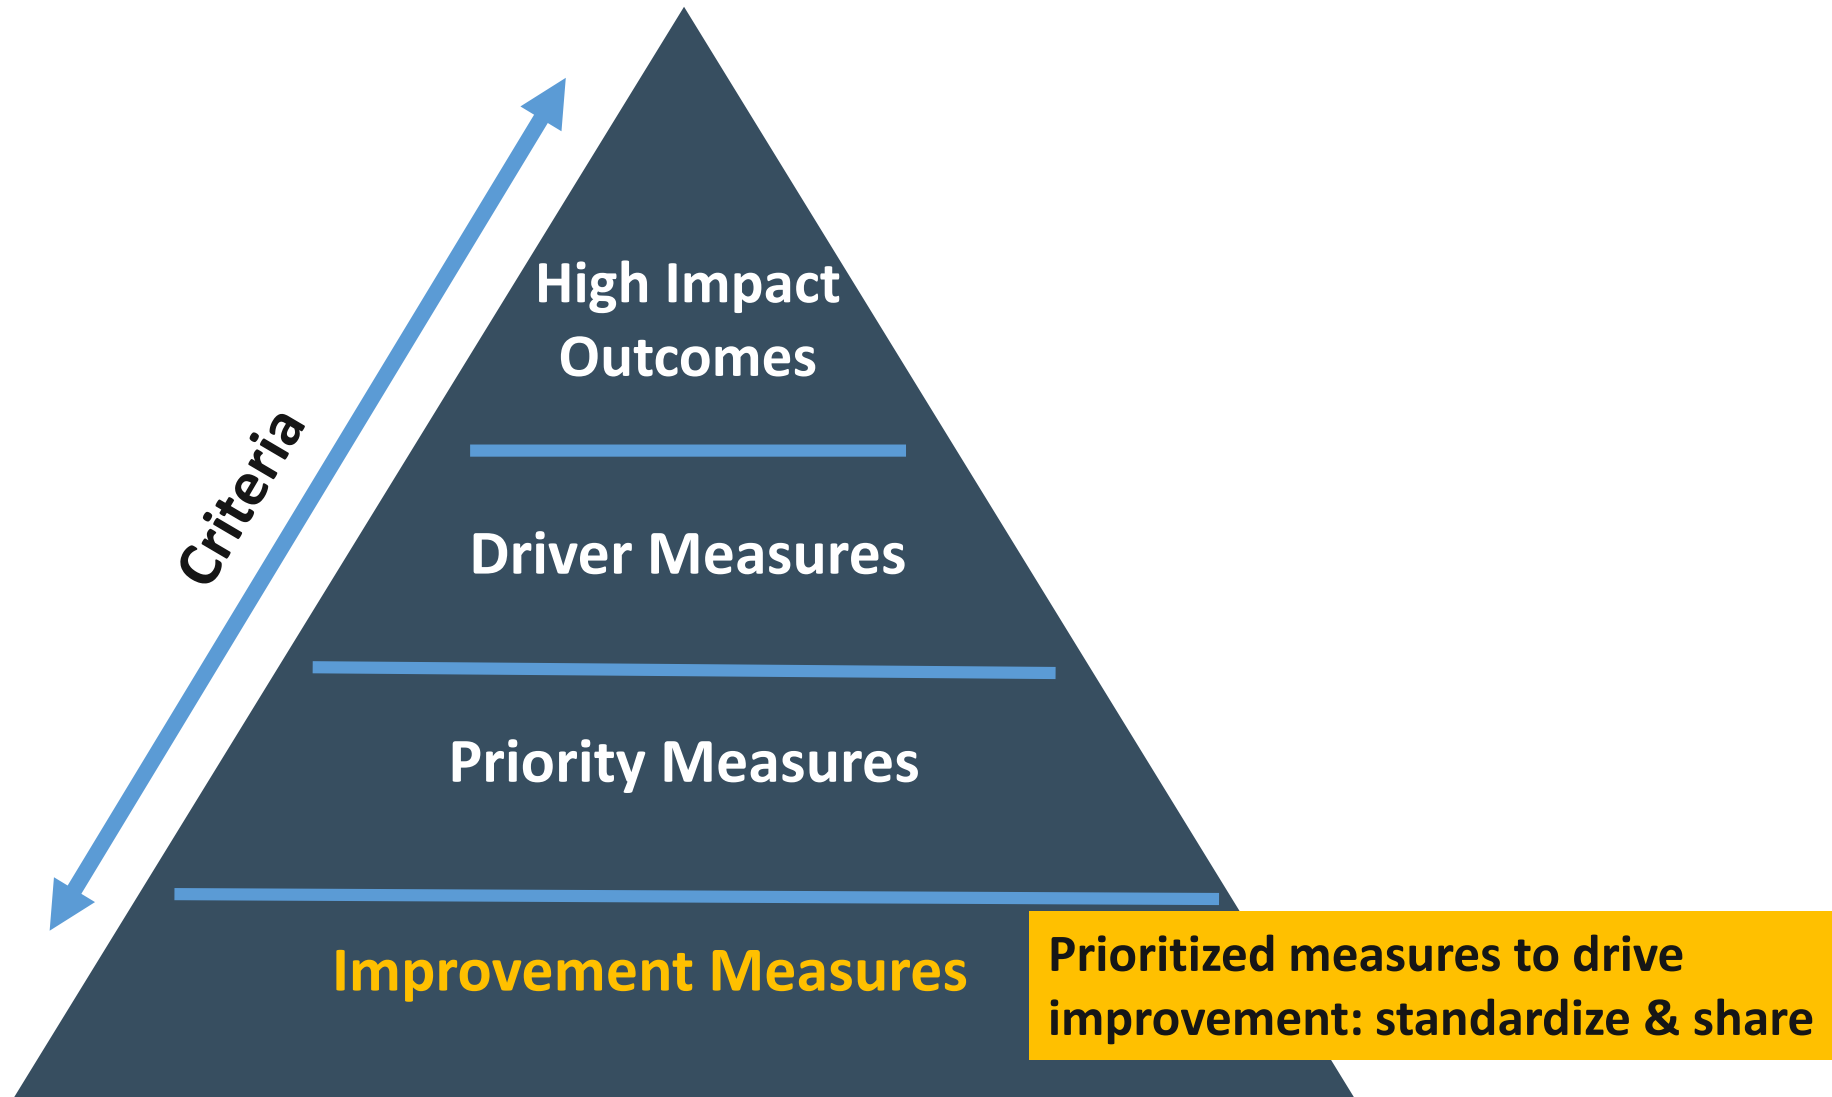 High Impact
Outcomes
Criteria
Driver Measures
Priority Measures
Improvement Measures
Prioritized measures to drive
improvement: standardize & share